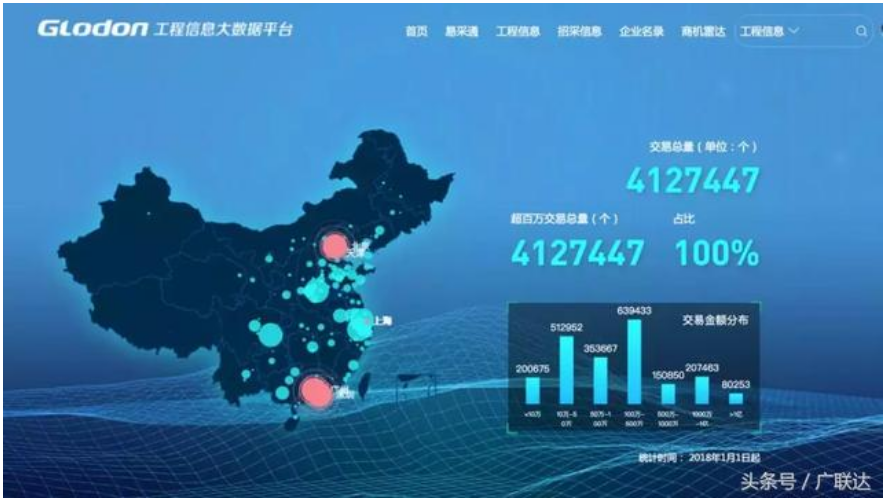 GLodon 工程信息大数据平台
首页 易采通 工程信息 招采信息 企业名录 商机雷达 工程信息
交易总量(单位:个)
4127447
超百万交易总量(个) 占比
4127447 100%
交易金额分布
200675 512952 353667 639433 150850 207463 80253
<10万 10万-50万 50万-100万 100万-500万 500万-1000万 1000万-1亿 >1亿
上海
统计时间: 2018年1月1日起
头条号 / 广联达